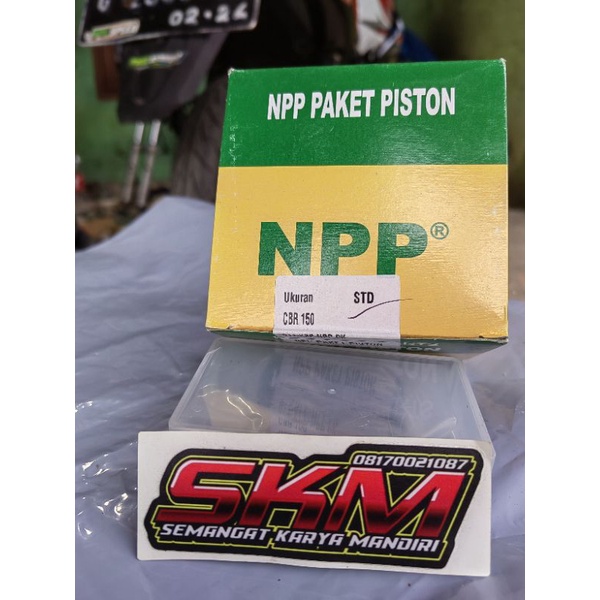 02·24
NPP PAKET PISTON
NPP®
Ukuran STD
CBR 150
08170021087
SKM
SEMANGAT KARYA MANDIRI